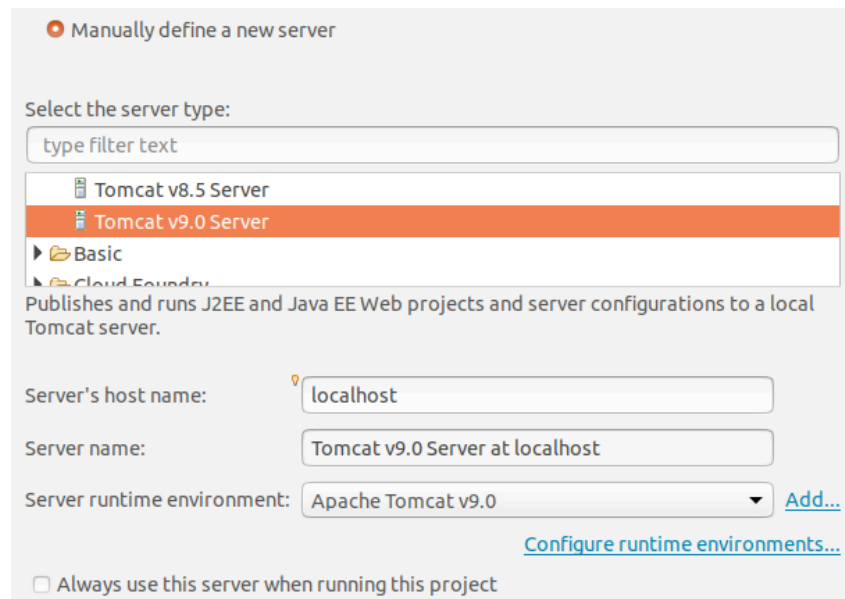 Manually define a new server
Select the server type:
type filter text
Tomcat v8.5 Server
Tomcat v9.0 Server
Basic
Cloud Foundry
Publishes and runs J2EE and Java EE Web projects and server configurations to a local
Tomcat server.
Server's host name: localhost
Server name: Tomcat v9.0 Server at localhost
Server runtime environment: Apache Tomcat v9.0 Add...
Configure runtime environments...
Always use this server when running this project